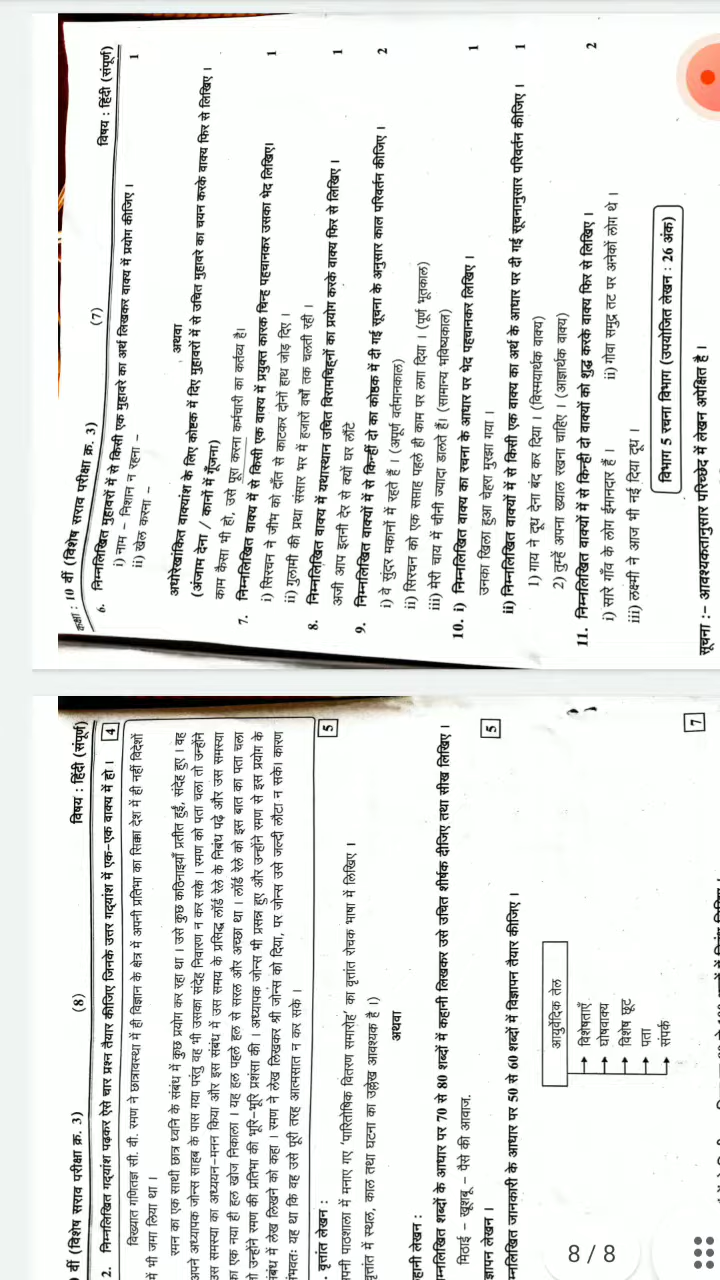 कक्षा : 10 वीं (विशेष सराव परीक्षा क्र. 3) (7) विषय : हिंदी (संपूर्ण)
6. निम्नलिखित मुहावरों में से किसी एक मुहावरे का अर्थ लिखकर वाक्य में प्रयोग कीजिए । 1
i) नाम – निशान न रहना –
ii) खेल करना –
अथवा
अधोरेखांकित वाक्यांश के लिए कोष्टक में दिए मुहावरों में से उचित मुहावरे का चयन करके वाक्य फिर से लिखिए ।
(अंजाम देना / कानों में गूँजना)
काम कैसा भी हो, उसे पूरा करना कर्मचारी का कर्तव्य है।
7. निम्नलिखित वाक्य में से किसी एक वाक्य में प्रयुक्त कारक चिन्ह पहचानकर उसका भेद लिखिए। 1
i) सिरचन ने जीभ को दाँत से काटकर दोनों हाथ जोड़ दिए ।
ii) गुलामी की प्रथा संसार भर में हजारों वर्षों तक चलती रही ।
8. निम्नलिखित वाक्य में यथास्थान उचित विरामचिह्नों का प्रयोग करके वाक्य फिर से लिखिए । 1
अजी आप इतनी देर से क्यों घर लौंटे
9. निम्नलिखित वाक्यों में से किन्हीं दो का कोष्ठक में दी गई सूचना के अनुसार काल परिवर्तन कीजिए । 2
i) वे सुंदर मकानों में रहते हैं । (अपूर्ण वर्तमानकाल)
ii) सिरचन को एक सप्ताह पहले ही काम पर लगा दिया । (पूर्ण भूतकाल)
iii) मेरी चाय में चीनी ज्यादा डालते हैं। (सामान्य भविष्यकाल)
10. i) निम्नलिखित वाक्य का रचना के आधार पर भेद पहचानकर लिखिए । 1
उनका खिला हुआ चेहरा मुरझा गया ।
ii) निम्नलिखित वाक्यों में से किसी एक वाक्य का अर्थ के आधार पर दी गई सूचनानुसार परिवर्तन कीजिए । 1
1) गाय ने दूध देना बंद कर दिया । (विस्मयार्थक वाक्य)
2) तुम्हें अपना ख्याल रखना चाहिए । (आज्ञार्थक वाक्य)
11. निम्नलिखित वाक्यों में से किन्ही दो वाक्यों को शुद्ध करके वाक्य फिर से लिखिए । 2
i) सारे गाँव के लोग ईमानदार हैं । ii) गोवा समुद्र तट पर अनेकों लोग थे ।
iii) लक्ष्मी ने आज भी नई दिया दूध ।
विभाग 5 रचना विभाग (उपयोजित लेखन : 26 अंक)
सूचना :– आवश्यकतानुसार परिच्छेद में लेखन अपेक्षित है ।
वीं (विशेष सराव परीक्षा क्र. 3) (8) विषय : हिंदी (संपूर्ण)
2. निम्नलिखित गद्यांश पढ़कर ऐसे चार प्रश्न तैयार कीजिए जिनके उत्तर गद्यांश में एक–एक वाक्य में हो । 4
विख्यात गणितज्ञ सी. वी. रमण ने छात्रावस्था में ही विज्ञान के क्षेत्र में अपनी प्रतिभा का सिक्का देश में ही नहीं विदेशों
में भी जमा लिया था ।
रमन का एक साथी छात्र ध्वनि के संबंध में कुछ प्रयोग कर रहा था । उसे कुछ कठिनाइयाँ प्रतीत हुई, संदेह हुए । वह
अपने अध्यापक जोन्स साहब के पास गया परंतु वह भी उसका संदेह निवारण न कर सके । रमण को पता चला तो उन्होंने
उस समस्या का अध्ययन–मनन किया और इस संबंध में उस समय के प्रसिद्ध लॉर्ड रेले के निबंध पढ़े और उस समस्या
का एक नया ही हल खोज निकाला । यह हल पहले हल से सरल और अच्छा था । लॉर्ड रेले को इस बात का पता चला
तो उन्होंने रमण की प्रतिभा की भूरि–भूरि प्रशंसा की । अध्यापक जोन्स भी प्रसन्न हुए और उन्होंने रमण से इस प्रयोग के
संबंध में लेख लिखने को कहा । रमण ने लेख लिखकर श्री जोन्स को दिया, पर जोन्स उसे जल्दी लौटा न सके। कारण
संभवतः यह था कि वह उसे पूरी तरह आत्मसात न कर सके ।
वृत्तांत लेखन : 5
अपनी पाठशाला में मनाए गए 'पारितोषिक वितरण समारोह' का वृत्तांत रोचक भाषा में लिखिए ।
वृत्तांत में स्थल, काल तथा घटना का उल्लेख आवश्यक है ।)
अथवा
कहानी लेखन :
निम्नलिखित शब्दों के आधार पर 70 से 80 शब्दों में कहानी लिखकर उसे उचित शीर्षक दीजिए तथा सीख लिखिए ।
मिठाई – खूशबू – पैसे की आवाज.
विज्ञापन लेखन । 5
निम्नलिखित जानकारी के आधार पर 50 से 60 शब्दों में विज्ञापन तैयार कीजिए ।
आयुर्वेदिक तेल
विशेषताएँ
घोषवाक्य
विशेष छूट
पता
संपर्क
7
8 / 8